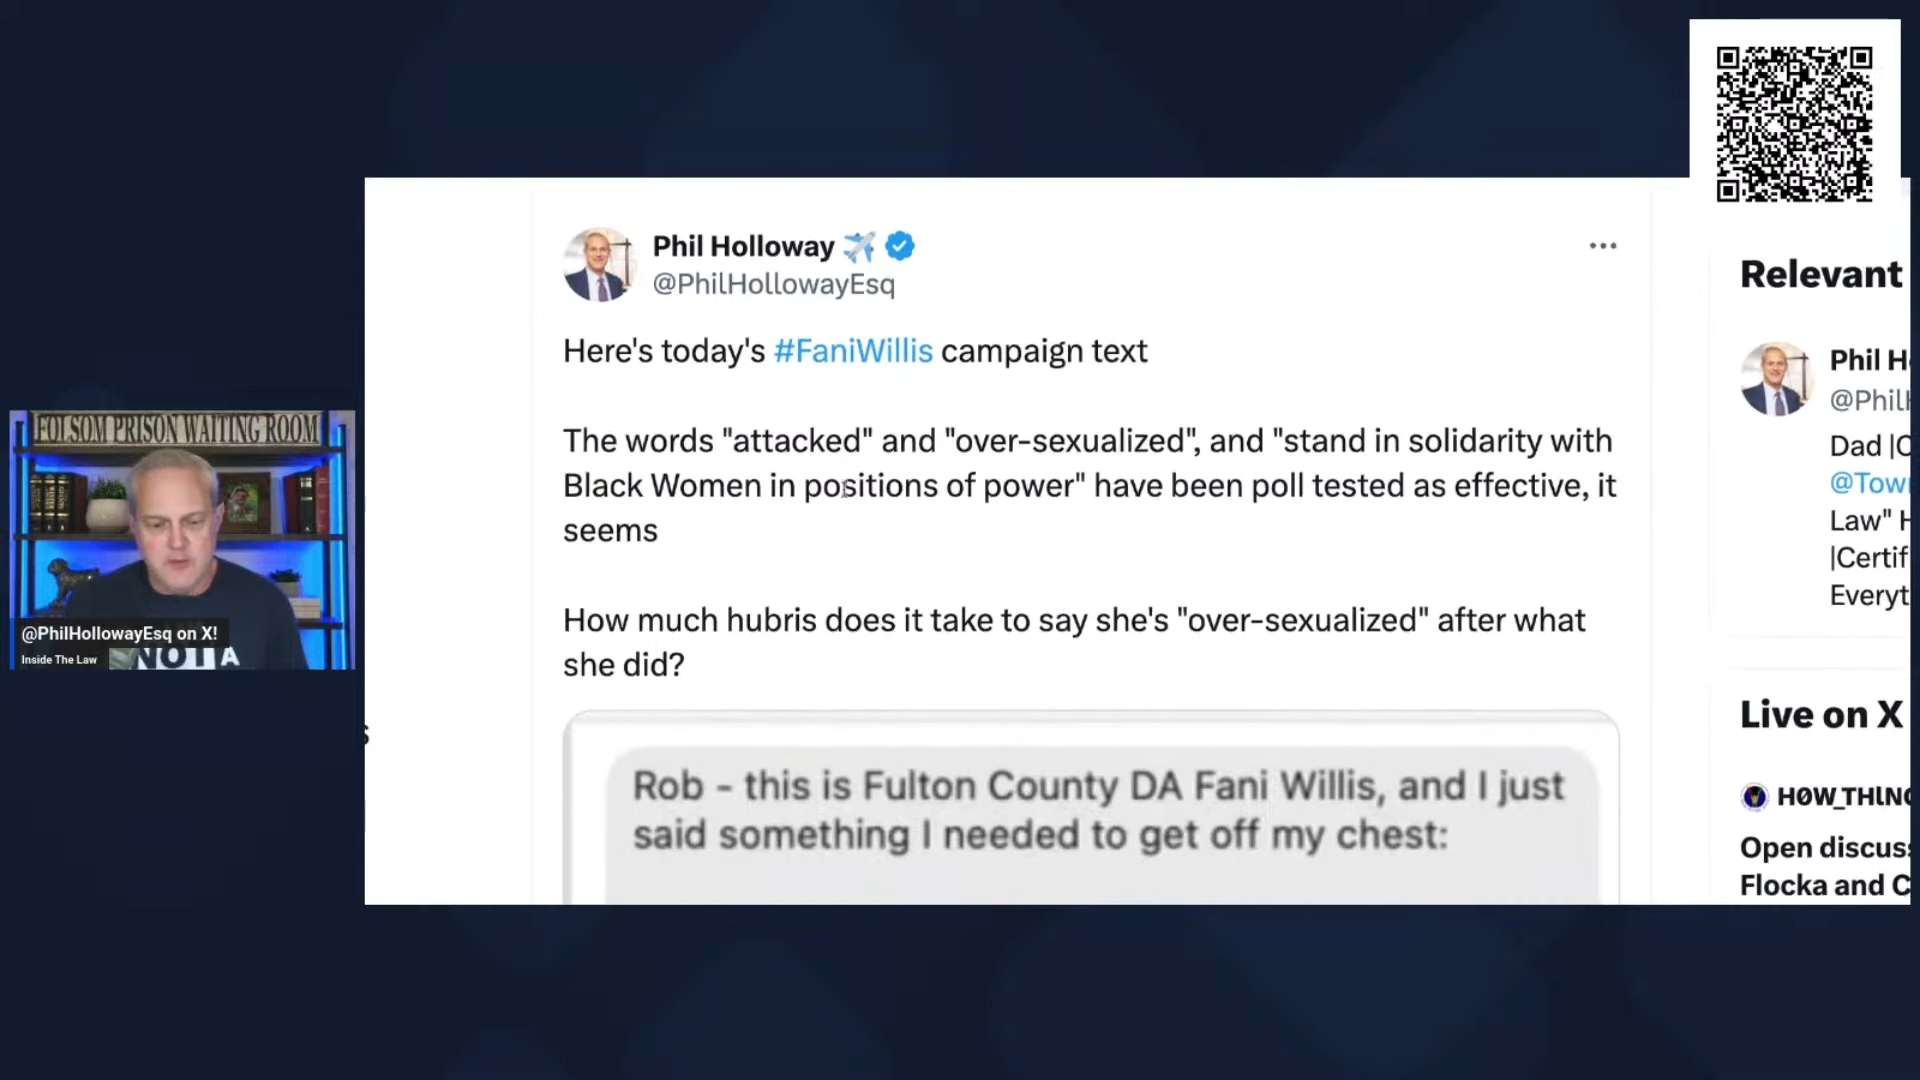 Phil Holloway
@PhilHollowayEsq
Here's today's #FaniWillis campaign text
The words "attacked" and "over-sexualized", and "stand in solidarity with
Black Women in positions of power" have been poll tested as effective, it
seems
How much hubris does it take to say she's "over-sexualized" after what
she did?
Rob - this is Fulton County DA Fani Willis, and I just
said something I needed to get off my chest:
Relevant
Phil H
@Phil
Dad |C
@Tow
Law" H
|Certif
Everyt
Live on X
HØW_THING
Open discus
Flocka and C
FOLSOM PRISON WAITING ROOM
@PhilHollowayEsq on X!
Inside The Law
NOT A
s